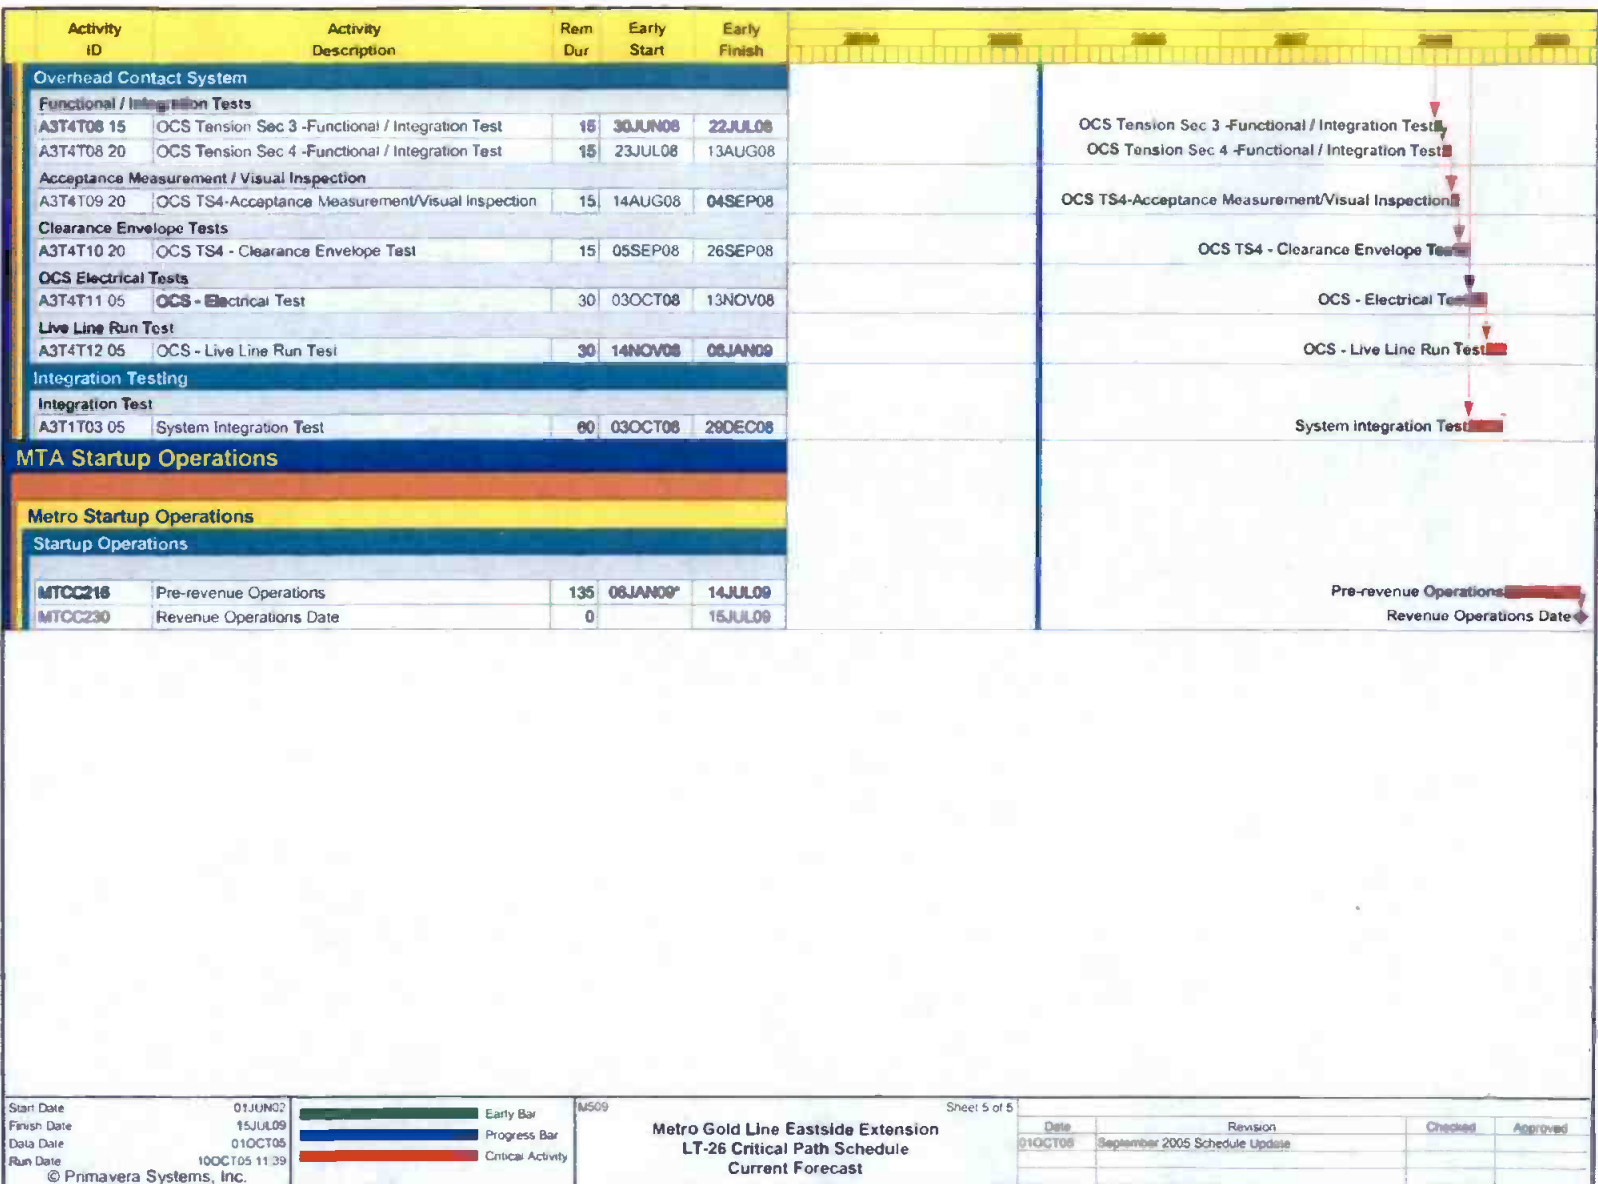 Activity ID Activity Description Rem Dur Early Start Early Finish
2004 2005 2006 2007 2009
Overhead Contact System
Functional / Integration Tests
A3T4T08 15 OCS Tension Sec 3 -Functional / Integration Test 15 30JUN08 22JUL08 OCS Tension Sec 3 -Functional / Integration Test
A3T4T08 20 OCS Tension Sec 4 -Functional / Integration Test 15 23JUL08 13AUG08 OCS Tension Sec 4 -Functional / Integration Test
Acceptance Measurement / Visual Inspection
A3T4T09 20 OCS TS4-Acceptance Measurement/Visual Inspection 15 14AUG08 04SEP08 OCS TS4-Acceptance Measurement/Visual Inspection
Clearance Envelope Tests
A3T4T10 20 OCS TS4 - Clearance Envelope Test 15 05SEP08 26SEP08 OCS TS4 - Clearance Envelope Test
OCS Electrical Tests
A3T4T11 05 OCS - Electrical Test 30 03OCT08 13NOV08 OCS - Electrical Test
Live Line Run Test
A3T4T12 05 OCS - Live Line Run Test 30 14NOV08 06JAN09 OCS - Live Line Run Test
Integration Testing
Integration Test
A3T1T03 05 System Integration Test 60 03OCT08 29DEC08 System integration Test
MTA Startup Operations
Metro Startup Operations
Startup Operations
MTCC216 Pre-revenue Operations 135 06JAN09* 14JUL09 Pre-revenue Operations
MTCC230 Revenue Operations Date 0 15JUL09 Revenue Operations Date
Start Date 01JUN02
Finish Date 15JUL09
Data Date 01OCT05
Run Date 10OCT05 11:39
© Primavera Systems, Inc.
Early Bar
Progress Bar
Critical Activity
M509
Sheet 5 of 5
Metro Gold Line Eastside Extension
LT-26 Critical Path Schedule
Current Forecast
Date Revision Checked Approved
01OCT05 September 2005 Schedule Update